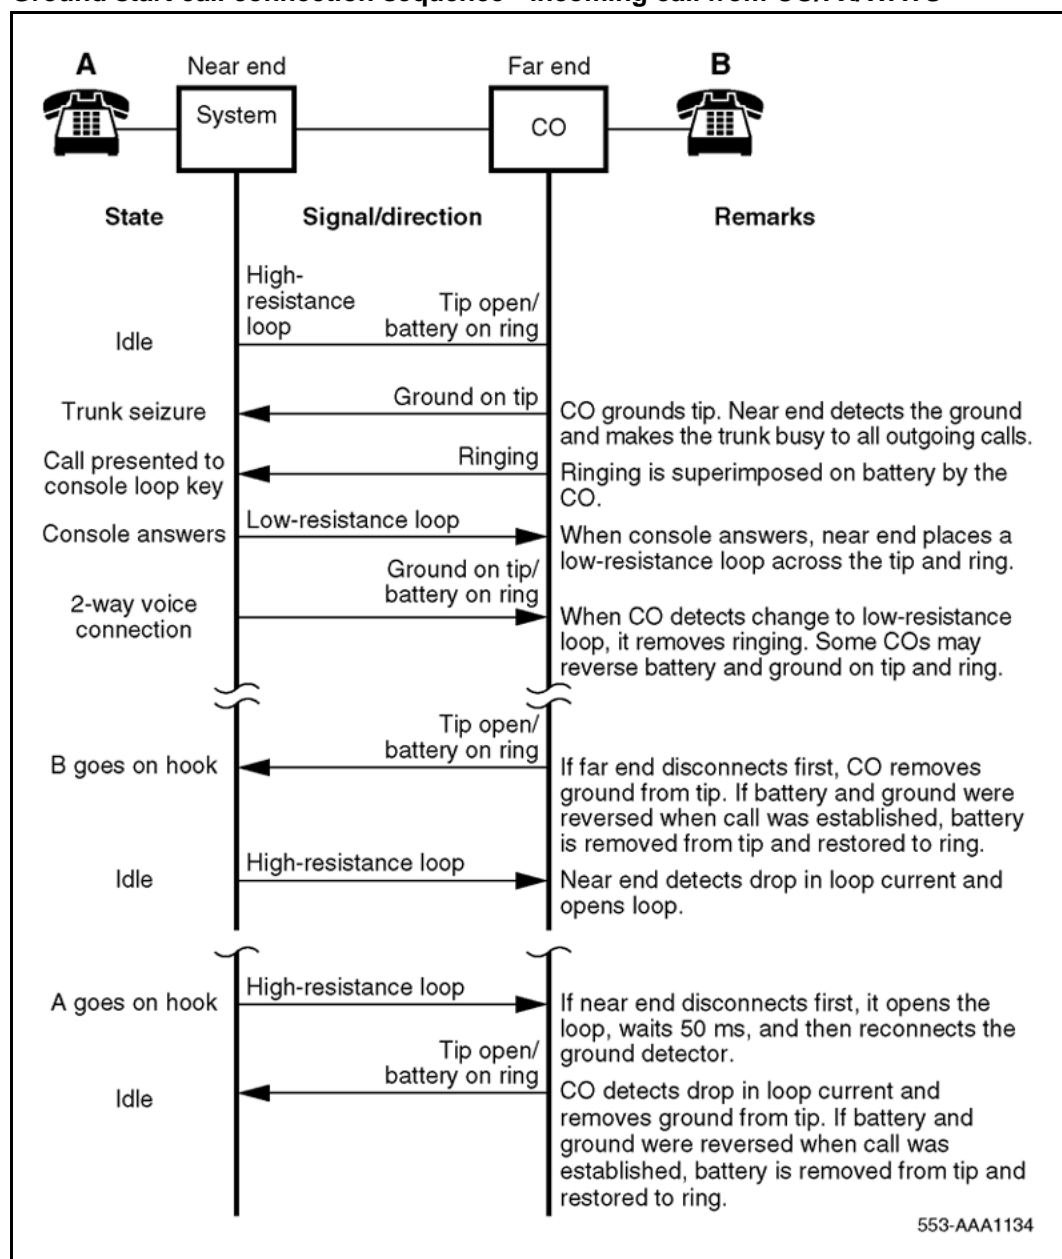 Ground start call connection sequence - Incoming call from CO/FX/WATS
A
Near end
Far end
B
System
CO
State
Signal/direction
Remarks
High-
resistance
loop
Tip open/
battery on ring
Idle
Trunk seizure
Ground on tip
CO grounds tip. Near end detects the ground
and makes the trunk busy to all outgoing calls.
Call presented to
console loop key
Ringing
Ringing is superimposed on battery by the
CO.
Console answers
Low-resistance loop
When console answers, near end places a
low-resistance loop across the tip and ring.
2-way voice
connection
Ground on tip/
battery on ring
When CO detects change to low-resistance
loop, it removes ringing. Some COs may
reverse battery and ground on tip and ring.
B goes on hook
Tip open/
battery on ring
If far end disconnects first, CO removes
ground from tip. If battery and ground were
reversed when call was established, battery
is removed from tip and restored to ring.
Idle
High-resistance loop
Near end detects drop in loop current and
opens loop.
A goes on hook
High-resistance loop
If near end disconnects first, it opens the
loop, waits 50 ms, and then reconnects the
ground detector.
Idle
Tip open/
battery on ring
CO detects drop in loop current and
removes ground from tip. If battery and
ground were reversed when call was
established, battery is removed from tip and
restored to ring.
553-AAA1134